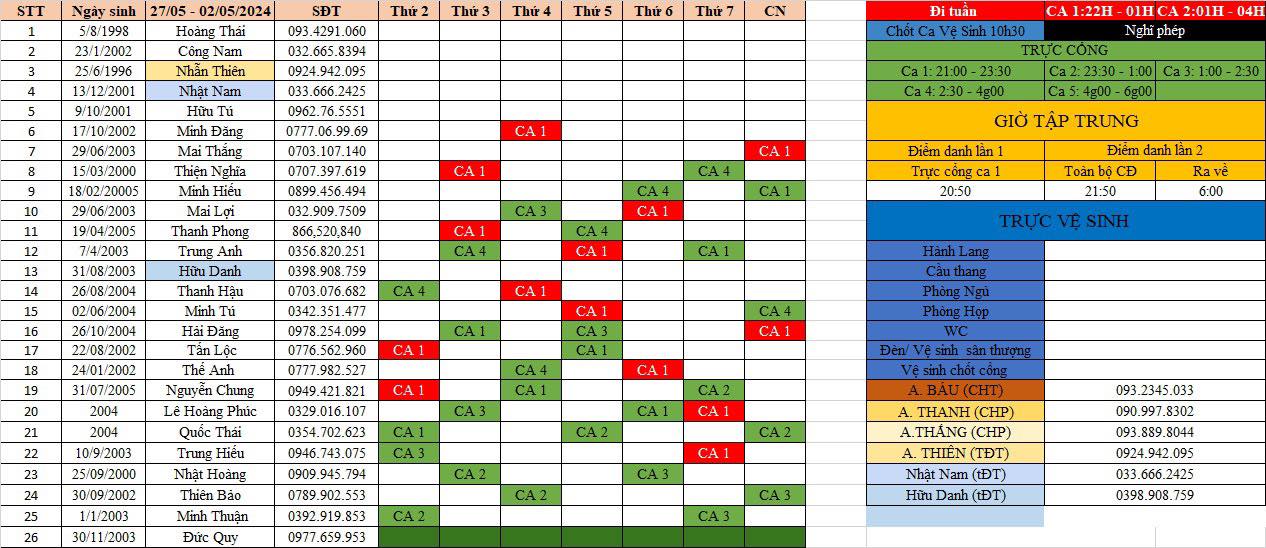 STT Ngày sinh 27/05 - 02/05/2024 SĐT Thứ 2 Thứ 3 Thứ 4 Thứ 5 Thứ 6 Thứ 7 CN Đi tuần CA 1:22H - 01H CA 2:01H - 04H
1 5/8/1998 Hoàng Thái 093.4291.060 Chốt Ca Vệ Sinh 10h30 Nghĩ phép
2 23/1/2002 Công Nam 032.665.8394 TRỰC CỔNG
3 25/6/1996 Nhẫn Thiên 0924.942.095 Ca 1: 21:00 - 23:30 Ca 2: 23:30 - 1:00 Ca 3: 1:00 - 2:30
4 13/12/2001 Nhật Nam 033.666.2425 Ca 4: 2:30 - 4g00 Ca 5: 4g00 - 6g00
5 9/10/2001 Hữu Tú 0962.76.5551 GIỜ TẬP TRUNG
6 17/10/2002 Minh Đăng 0777.06.99.69 CA 1
7 29/06/2003 Mai Thắng 0703.107.140 CA 1 Điểm danh lần 1 Điểm danh lần 2
8 15/03/2000 Thiện Nghĩa 0707.397.619 CA 1 CA 4 Trực cổng ca 1 Toàn bộ CĐ Ra về
9 18/02/20005 Minh Hiếu 0899.456.494 CA 4 CA 1 20:50 21:50 6:00
10 29/06/2003 Mai Lợi 032.909.7509 CA 3 CA 1 TRỰC VỆ SINH
11 19/04/2005 Thanh Phong 866,520,840 CA 1 CA 4
12 7/4/2003 Trung Anh 0356.820.251 CA 4 CA 1 CA 1 Hành Lang
13 31/08/2003 Hữu Danh 0398.908.759 Cầu thang
14 26/08/2004 Thanh Hậu 0703.076.682 CA 4 CA 1 Phòng Ngủ
15 02/06/2004 Minh Tú 0342.351.477 CA 1 CA 4 Phòng Họp
16 26/10/2004 Hải Đăng 0978.254.099 CA 1 CA 3 CA 1 WC
17 22/08/2002 Tấn Lộc 0776.562.960 CA 1 CA 1 Đèn/ Vệ sinh sân thượng
18 24/01/2002 Thế Anh 0777.982.527 CA 4 CA 1 Vệ sinh chốt cổng
19 31/07/2005 Nguyễn Chung 0949.421.821 CA 1 CA 1 CA 2 A. BÁU (CHT) 093.2345.033
20 2004 Lê Hoàng Phúc 0329.016.107 CA 3 CA 1 CA 1 A. THANH (CHP) 090.997.8302
21 2004 Quốc Thái 0354.702.623 CA 1 CA 2 CA 2 A.THẮNG (CHP) 093.889.8044
22 10/9/2003 Trung Hiếu 0946.743.075 CA 3 CA 1 A. THIÊN (TĐT) 0924.942.095
23 25/09/2000 Nhật Hoàng 0909.945.794 CA 2 CA 3 Nhật Nam (tĐT) 033.666.2425
24 30/09/2002 Thiên Bảo 0789.902.553 CA 2 CA 3 Hữu Danh (tĐT) 0398.908.759
25 1/1/2003 Minh Thuận 0392.919.853 CA 2 CA 3
26 30/11/2003 Đức Quy 0977.659.953